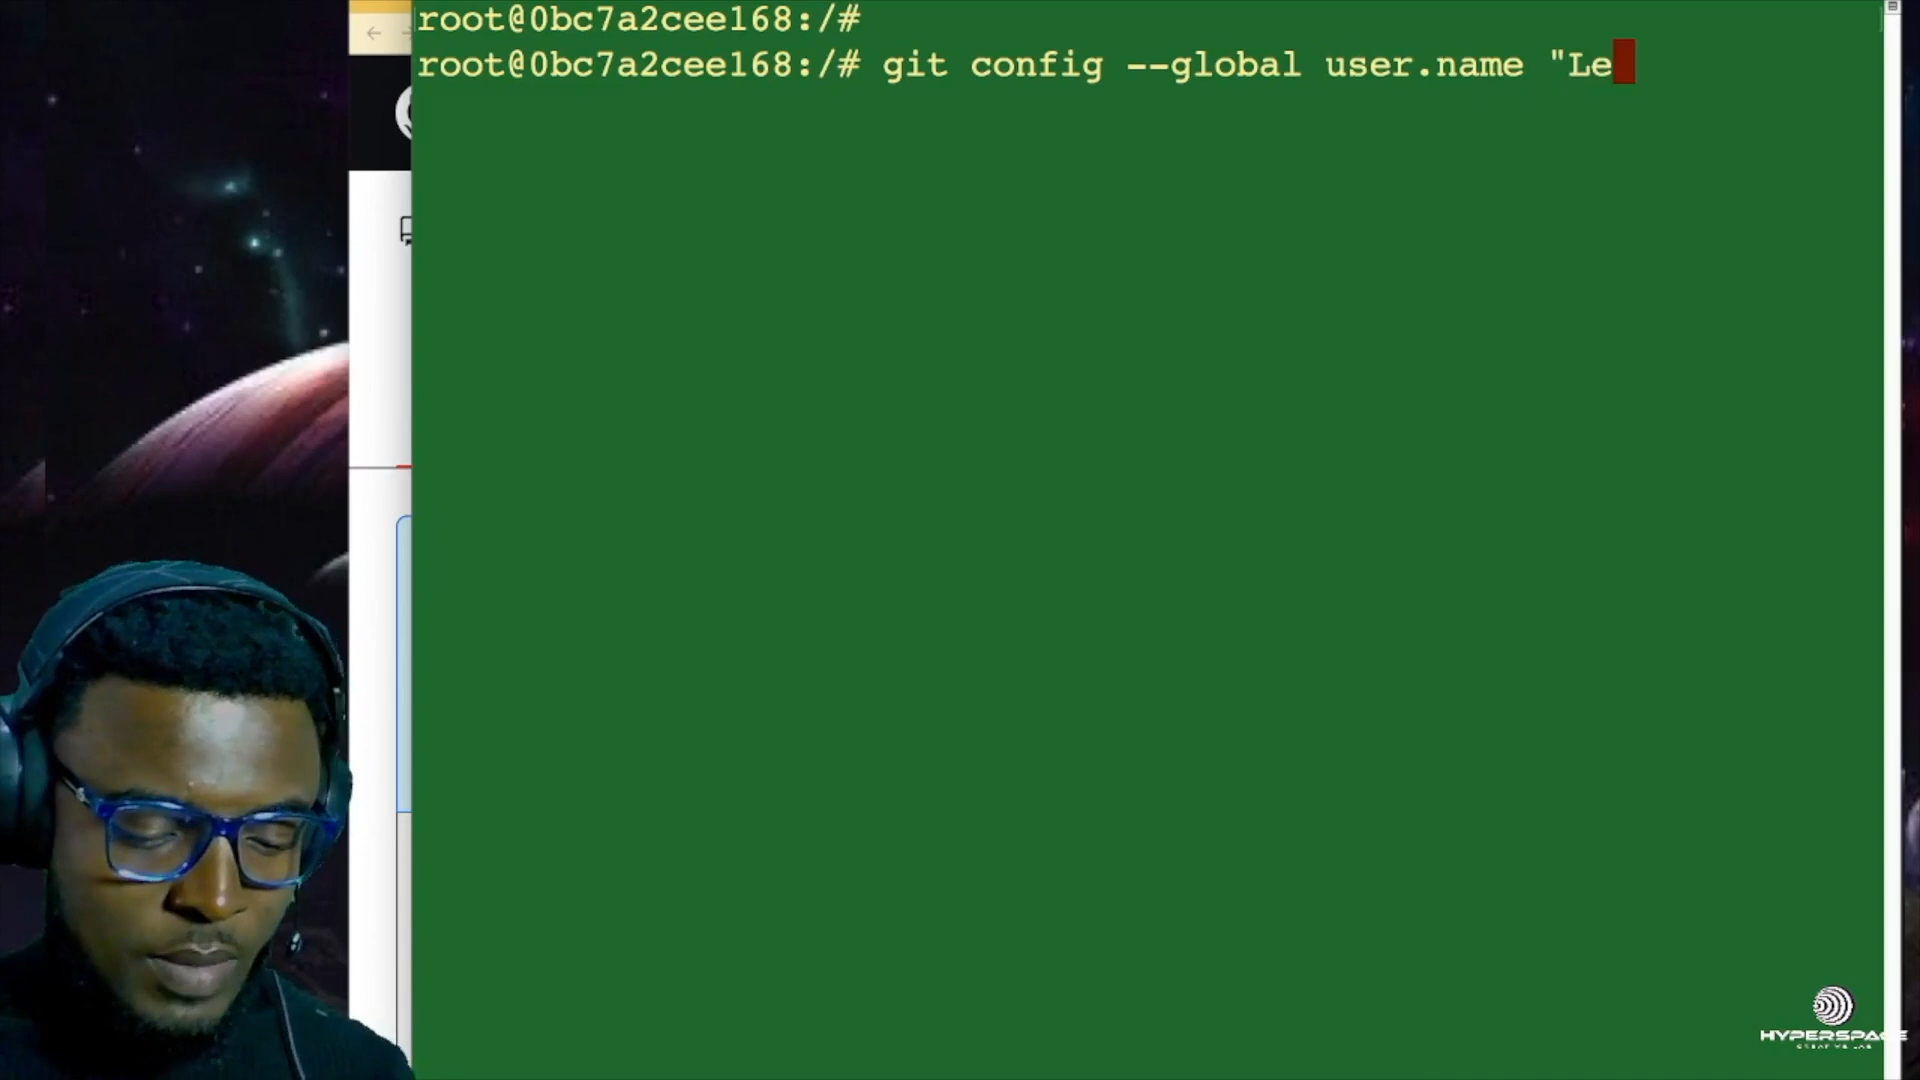 root@0bc7a2cee168:/#
root@0bc7a2cee168:/# git config --global user.name "Le
HYPERSPACE